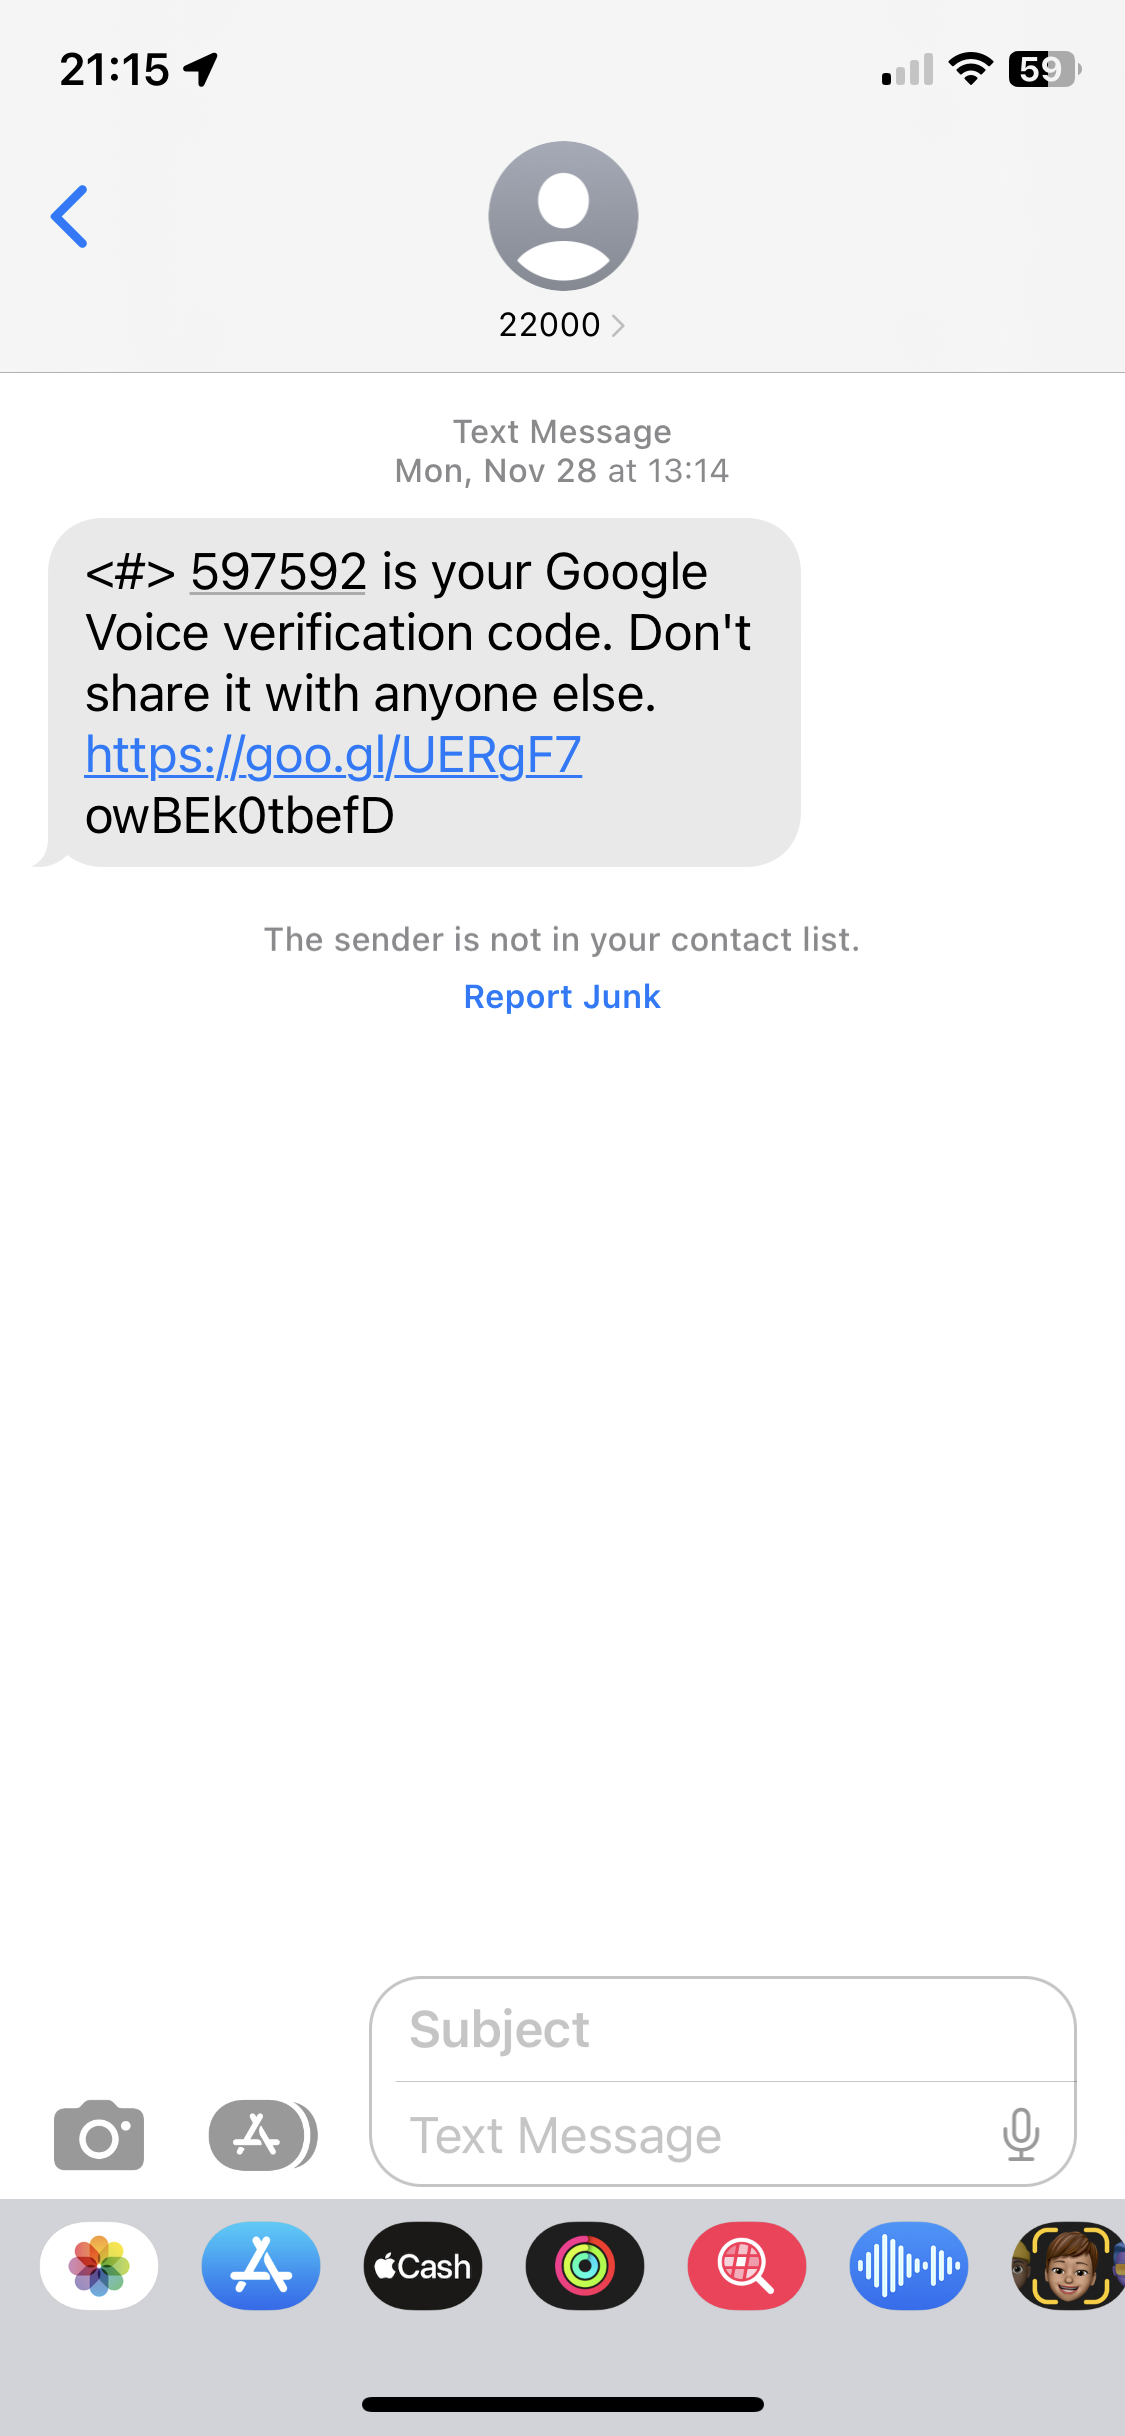 21:15
59
22000
Text Message
Mon, Nov 28 at 13:14
<#> 597592 is your Google
Voice verification code. Don't
share it with anyone else.
https://goo.gl/UERgF7
owBEk0tbefD
The sender is not in your contact list.
Report Junk
Subject
Text Message
Cash